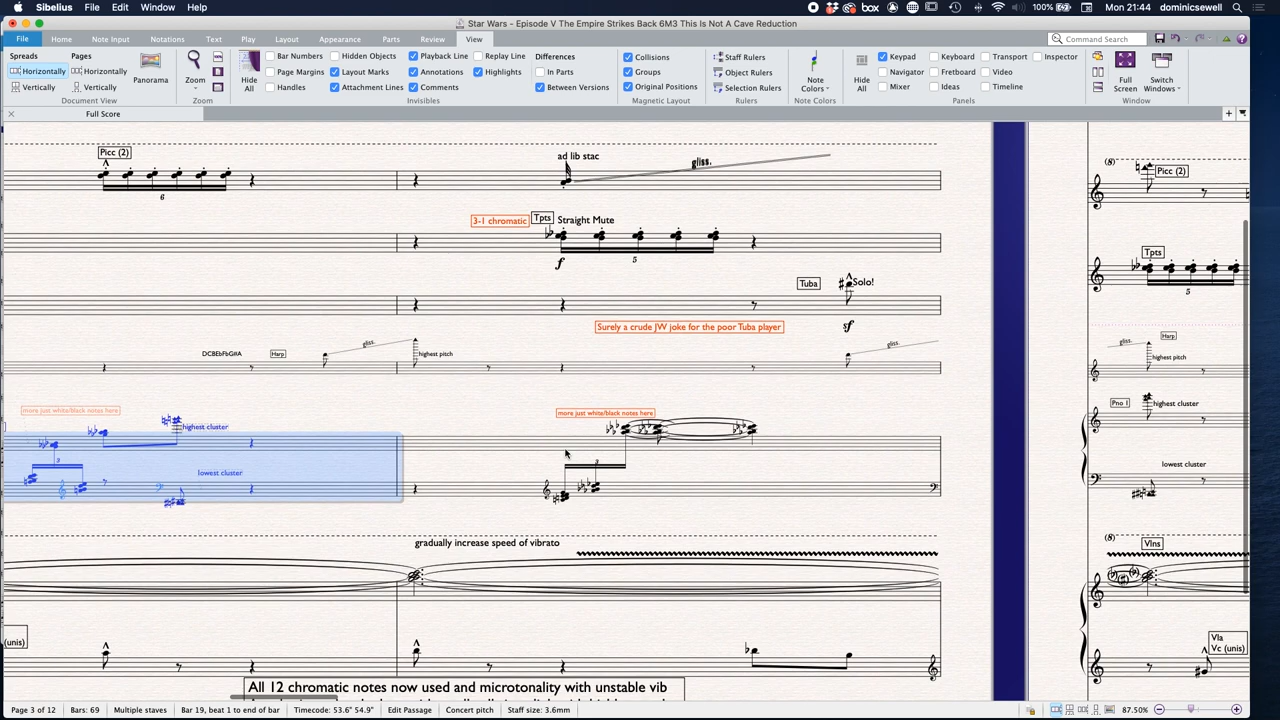 Sibelius File Edit View Window Help
100% Thu 21:44 dominicsewell
Star Wars - Episode V The Empire Strikes Back 6M3 This Is Not A Cave Reduction
File Home Note Input Notations Text Play Layout Appearance Parts Review View Command Search
Spreads Pages Bar Numbers Hidden Objects Playback Line Replay Line Differences Collisions Staff Rulers Keypad Keyboard Transport Inspector
Horizontally Horizontally Page Margins Layout Marks Annotations Highlights In Parts Groups Object Rulers Navigator Fretboard Video
Vertically Vertically Panorama Zoom Hide All Handles Attachment Lines Comments Between Versions Original Positions Selection Rulers Note Colors Hide All Mixer Ideas Timeline Full Screen Switch Windows
Document View Zoom Invisibles Magnetic Layout Rulers Note Colors Panels Window
Full Score
Picc (2)
ad lib stac
gliss.
(8)
Picc (2)
6
3-1 chromatic
Tpts
Straight Mute
f
5
Tpts
5
Tuba
Solo!
Surely a crude JW joke for the poor Tuba player
sf
DCBEbFbG#A
Harp
gliss.
highest pitch
gliss.
gliss.
Harp
highest pitch
more just white/black notes here
highest cluster
more just white/black notes here
Pno I
highest cluster
3
lowest cluster
3
lowest cluster
gradually increase speed of vibrato
(8)
Vlns
(unis)
Vla
Vc (unis)
All 12 chromatic notes now used and microtonality with unstable vib
Page 3 of 12 Bars: 69 Multiple staves Bar 19, beat 1 to end of bar Timecode: 53.6" 54.9" Edit Passage Concert pitch Staff size: 3.6mm 87.50%